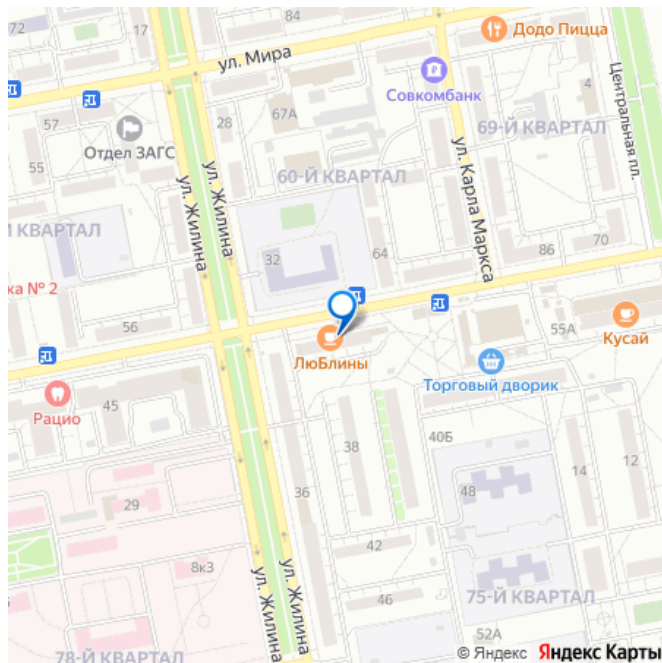 72
17
84
Додо Пицца
ул. Мира
Совкомбанк
4
57
28
67А
Отдел ЗАГС
69-Й КВАРТАЛ
Центральная пл.
55
60-Й КВАРТАЛ
ул. Жилина
ул. Жилина
ул. Карла Маркса
Й КВАРТАЛ
32
64
86
70
ка № 2
56
55А
ЛюБлины
Кусай
Торговый дворик
Рацио
45
38
40Б
14
12
36
48
29
42
8к3
ул. Жилина
ул. Жилина
46
75-Й КВАРТАЛ
52А
78-Й КВАРТАЛ
© Яндекс Яндекс Карты